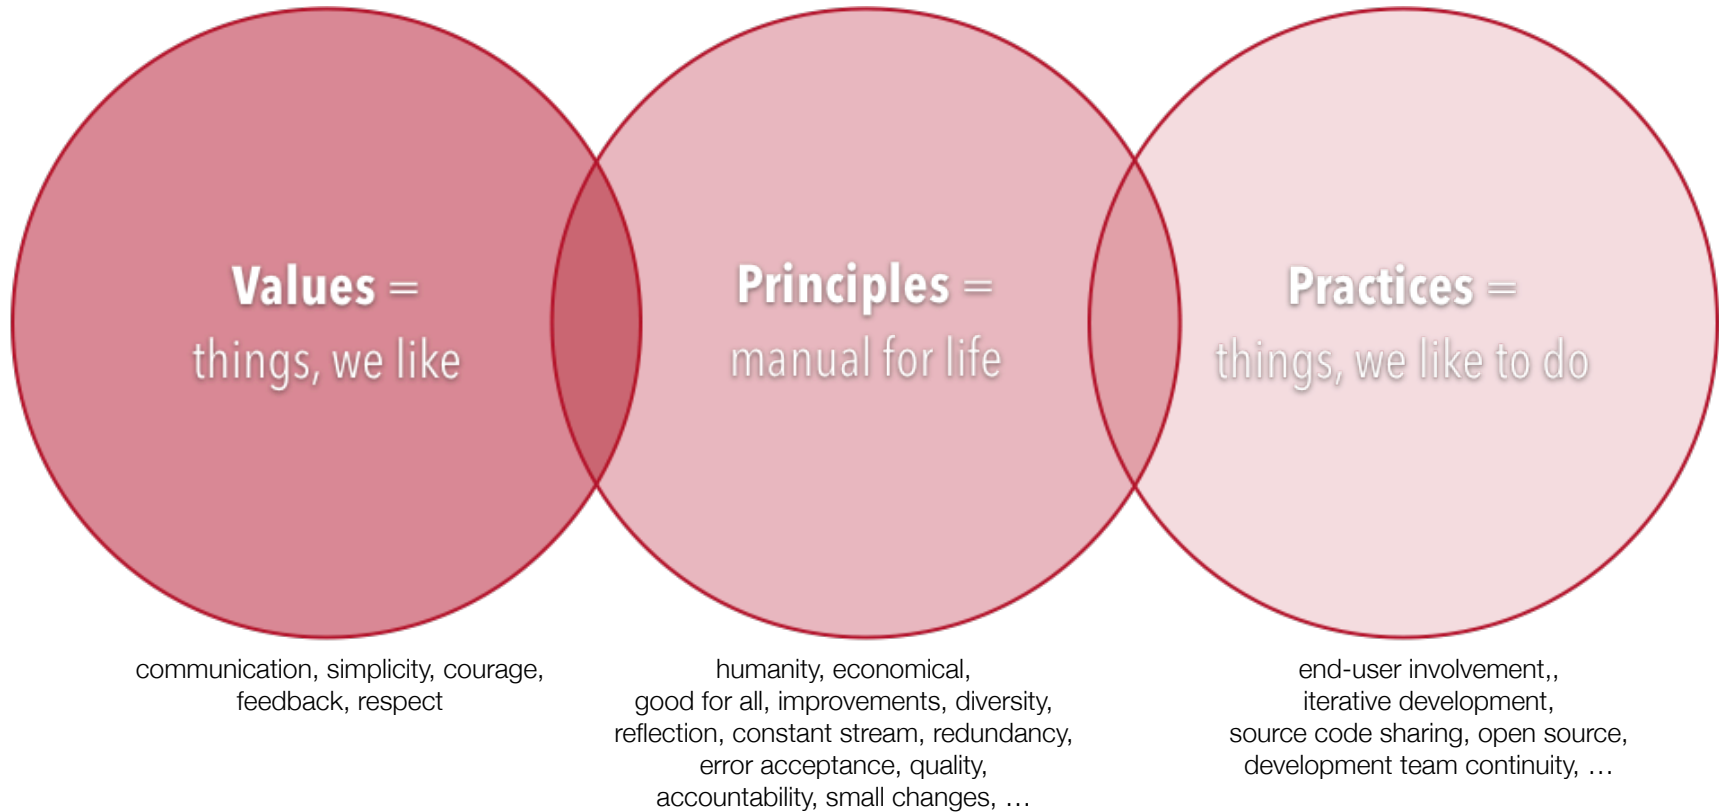 Values =
things, we like
Principles =
manual for life
Practices =
things, we like to do
communication, simplicity, courage,
feedback, respect
humanity, economical,
good for all, improvements, diversity,
reflection, constant stream, redundancy,
error acceptance, quality,
accountability, small changes, …
end-user involvement,,
iterative development,
source code sharing, open source,
development team continuity, …